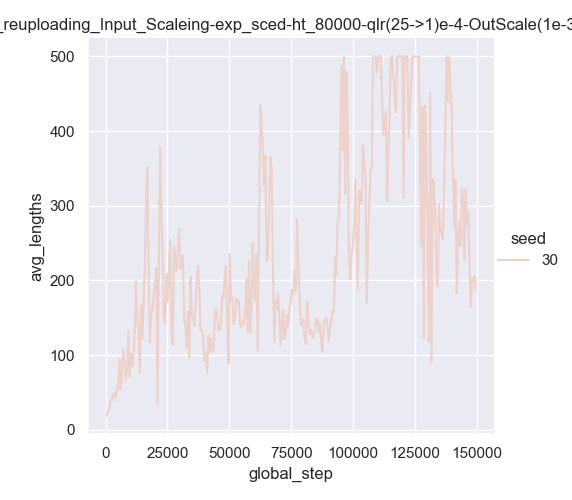 _reuploading_Input_Scaleing-exp_sced-ht_80000-qlr(25->1)e-4-OutScale(1e-3
500
400
300
200
100
0
avg_lengths
seed
30
0 25000 50000 75000 100000 125000 150000
global_step